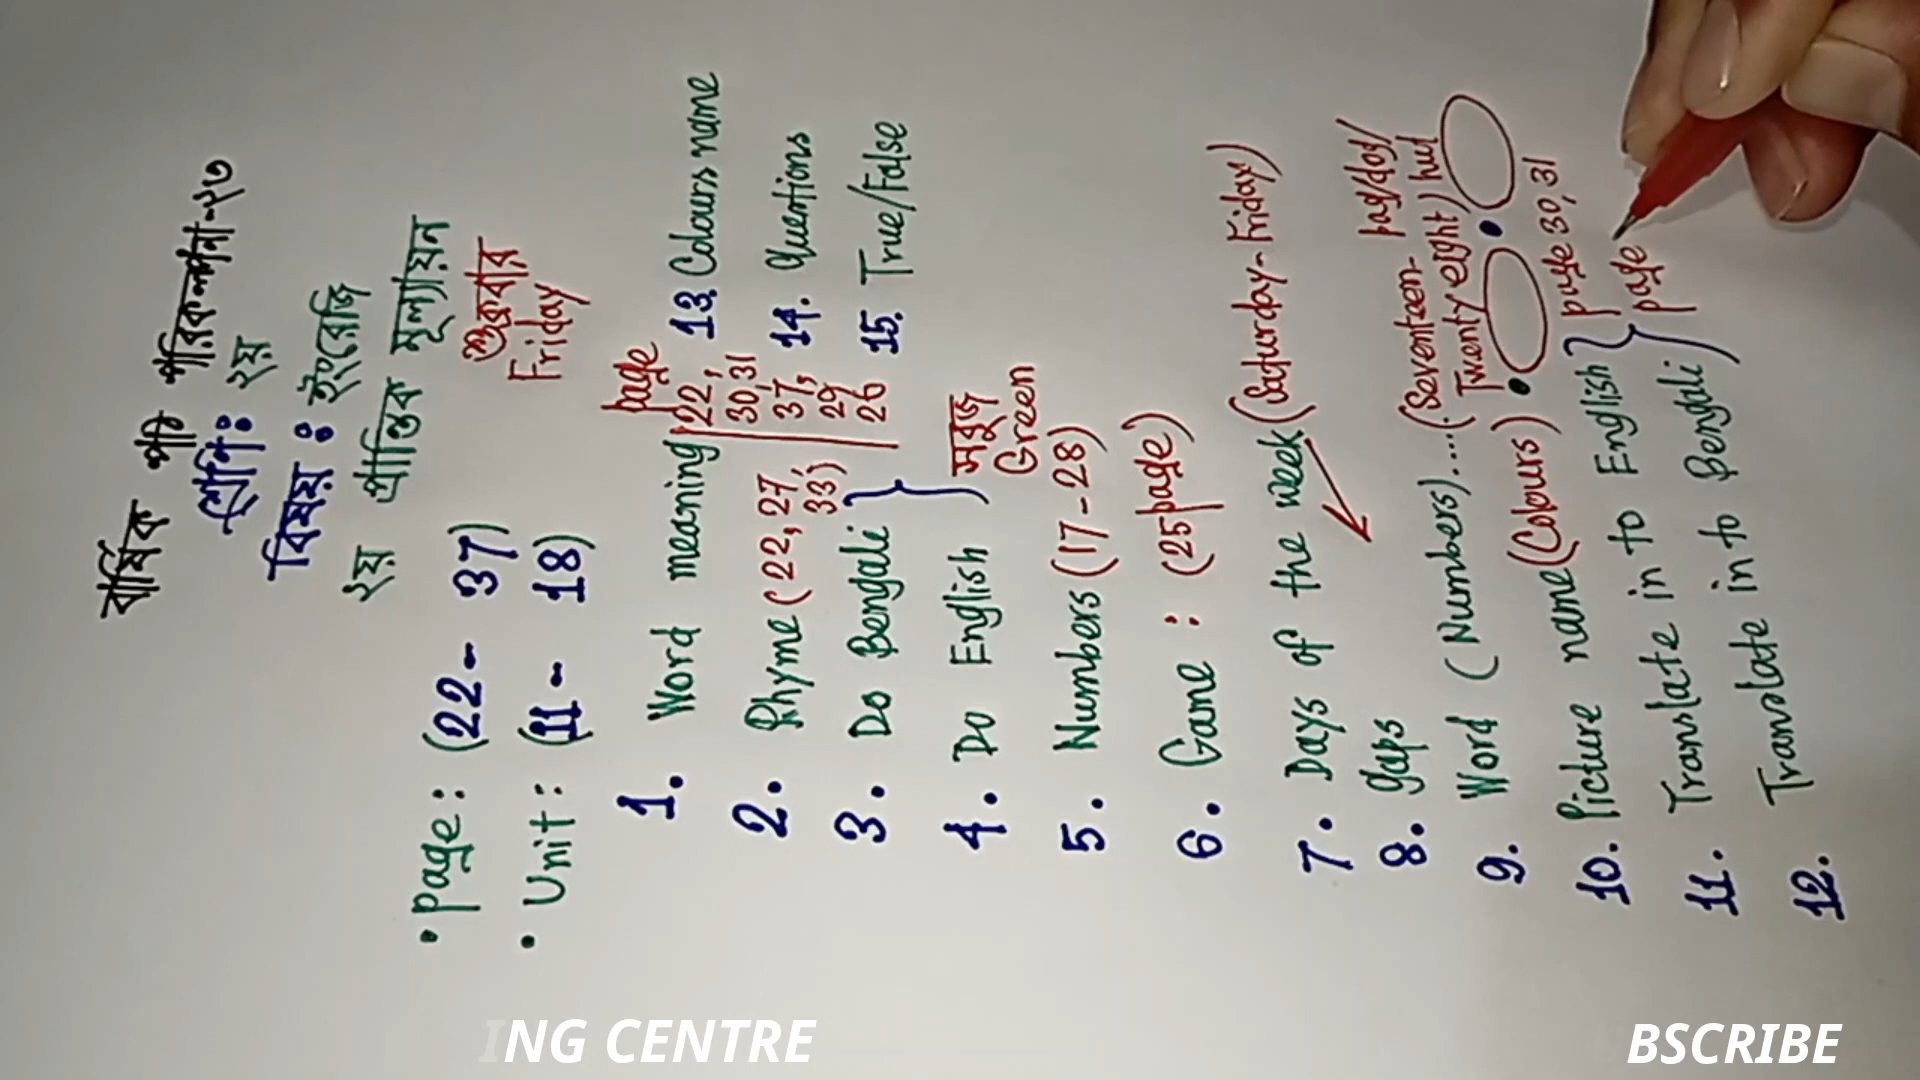 বার্ষিক পাঠ পরিকল্পনা-২৩
শ্রেণি: ২য়
বিষয়: ইংরেজি
২য় প্রান্তিক মূল্যায়ন
• Page: (22- 37)
• Unit: (11- 18)
শুক্রবার
Friday
page
1. Word meaning 22, 30,31 37, 29 26
2. Rhyme (22, 27, 33)
3. Do Bengali
4. Do English
সবুজ
Green
5. Numbers (17-28)
6. Game: (25page)
7. Days of the week (Saturday-Friday)
8. gaps
9. Word (Numbers).... (Seventeen-Twenty eight)
10. Picture name (Colours)
11. Translate in to English
page 30,31
12. Translate in to Bengali
page
13. Colours name
14. Questions
15. True/False
ING CENTRE
BSCRIBE